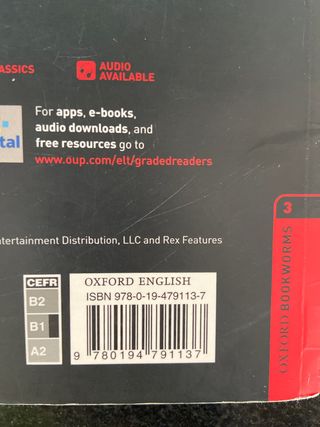 ASSICS
AUDIO
AVAILABLE
For apps, e-books,
audio downloads, and
free resources go to
www.oup.com/elt/gradedreaders
tal
ntertainment Distribution, LLC and Rex Features
3
OXFORD BOOKWORMS
CEFR
B2
B1
A2
OXFORD ENGLISH
ISBN 978-0-19-479113-7
9 780194 791137